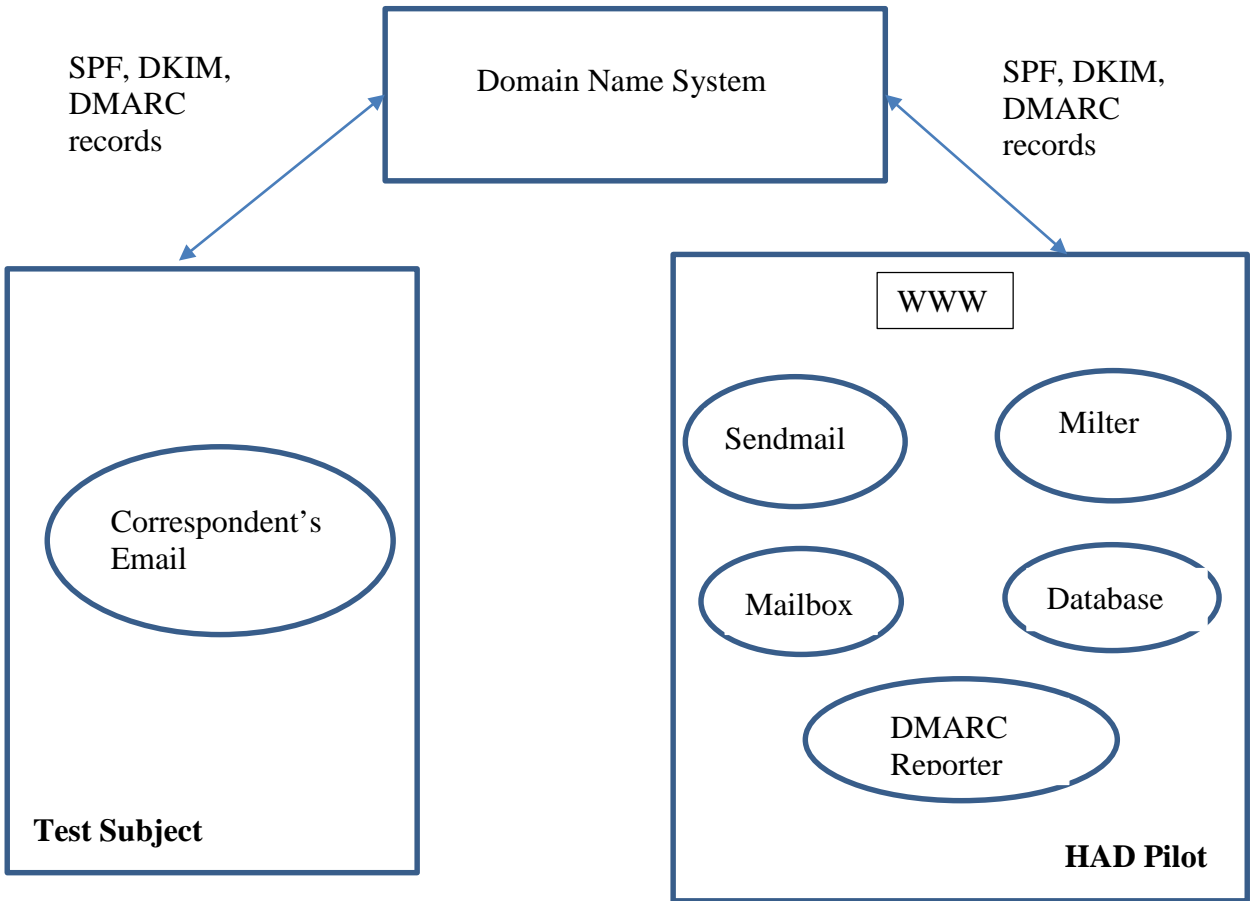 SPF, DKIM,
DMARC
records
Domain Name System
SPF, DKIM,
DMARC
records
WWW
Sendmail
Milter
Correspondent’s
Email
Mailbox
Database
DMARC
Reporter
Test Subject
HAD Pilot